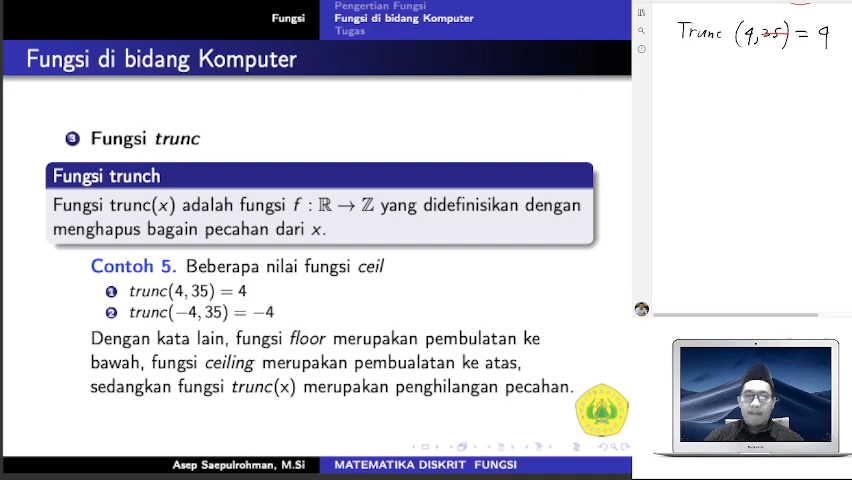 Fungsi
Pengertian Fungsi
Fungsi di bidang Komputer
Tugas
Fungsi di bidang Komputer
3 Fungsi trunc
Fungsi trunch
Fungsi trunc(x) adalah fungsi f : ℝ → ℤ yang didefinisikan dengan
menghapus bagain pecahan dari x.
Contoh 5. Beberapa nilai fungsi ceil
1 trunc(4, 35) = 4
2 trunc(−4, 35) = −4
Dengan kata lain, fungsi floor merupakan pembulatan ke
bawah, fungsi ceiling merupakan pembualatan ke atas,
sedangkan fungsi trunc(x) merupakan penghilangan pecahan.
Asep Saepulrohman, M.Si
MATEMATIKA DISKRIT FUNGSI
Trunc (4,35) = 4